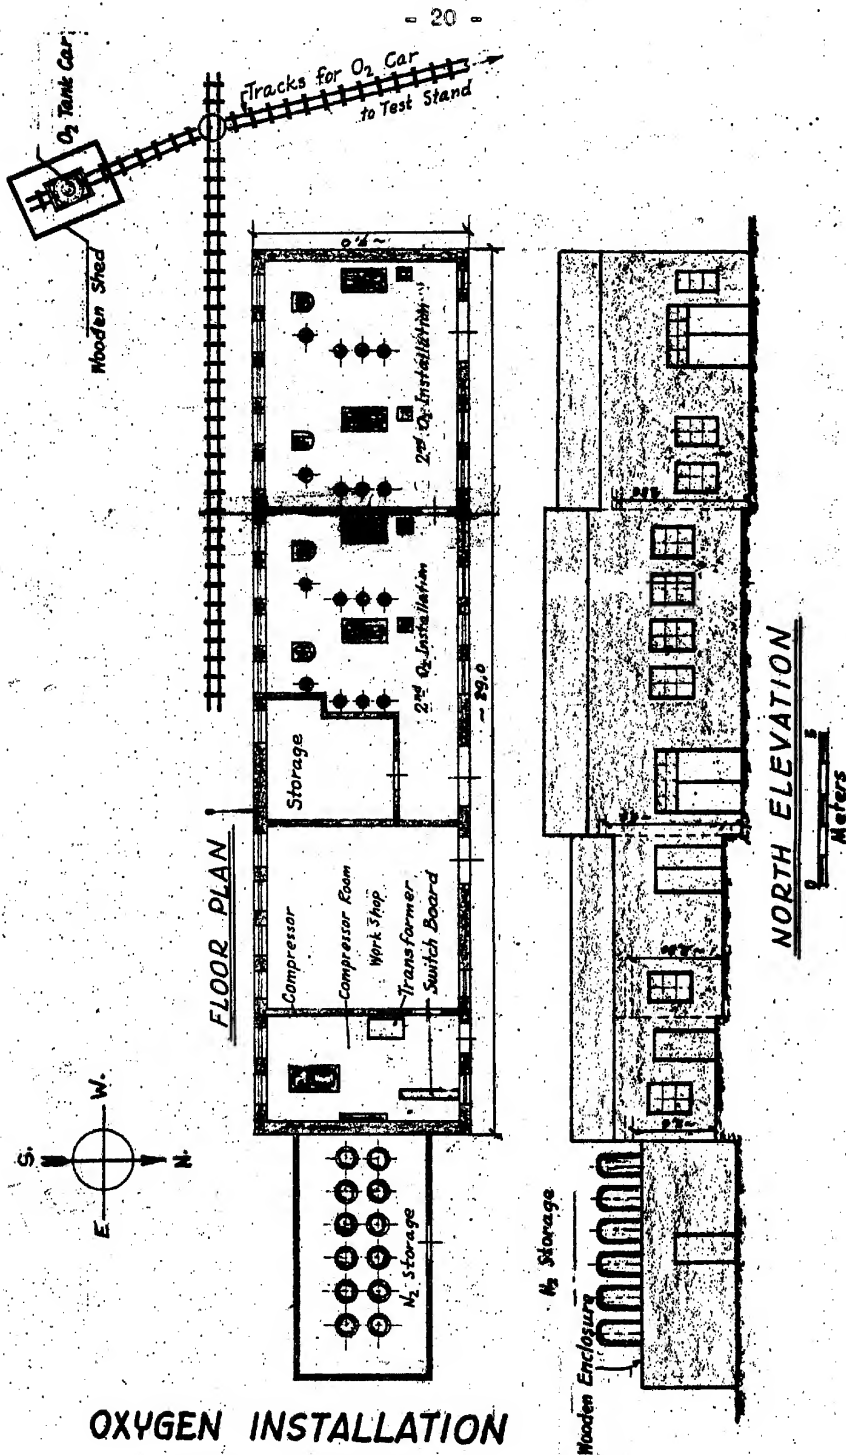 - 20 -
O₂ Tank Car
Tracks for O₂ Car
to Test Stand
Wooden Shed
2nd O₂ Installation
2nd O₂ Installation
~ 29.0
Storage
FLOOR PLAN
Compressor
Compressor Room
Work Shop
Transformer
Switch Board
S.
W.
N.
E.
N₂ Storage
NORTH ELEVATION
0 5
Meters
N₂ Storage
Wooden Enclosure
OXYGEN INSTALLATION